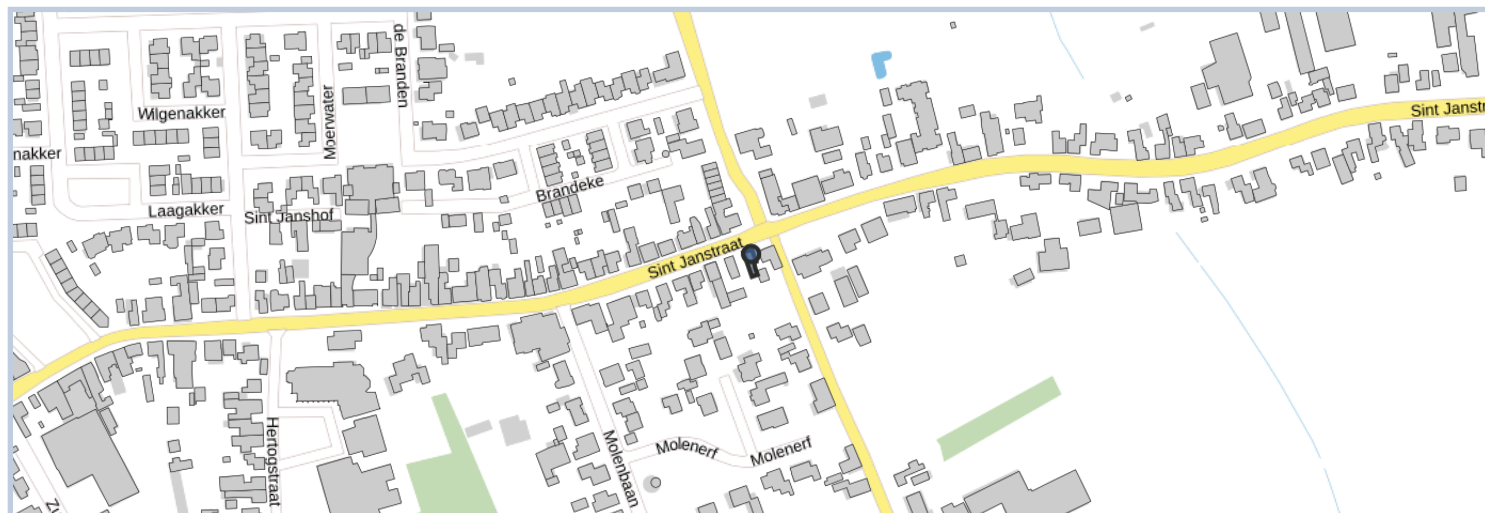 de Branden
Wilgenakker
Moerwater
nakker
Laagakker
Sint Janshof
Brandeke
Sint Janstraat
Sint Janstr
Hertogstraat
Molenbaan
Molenerf
Molenerf